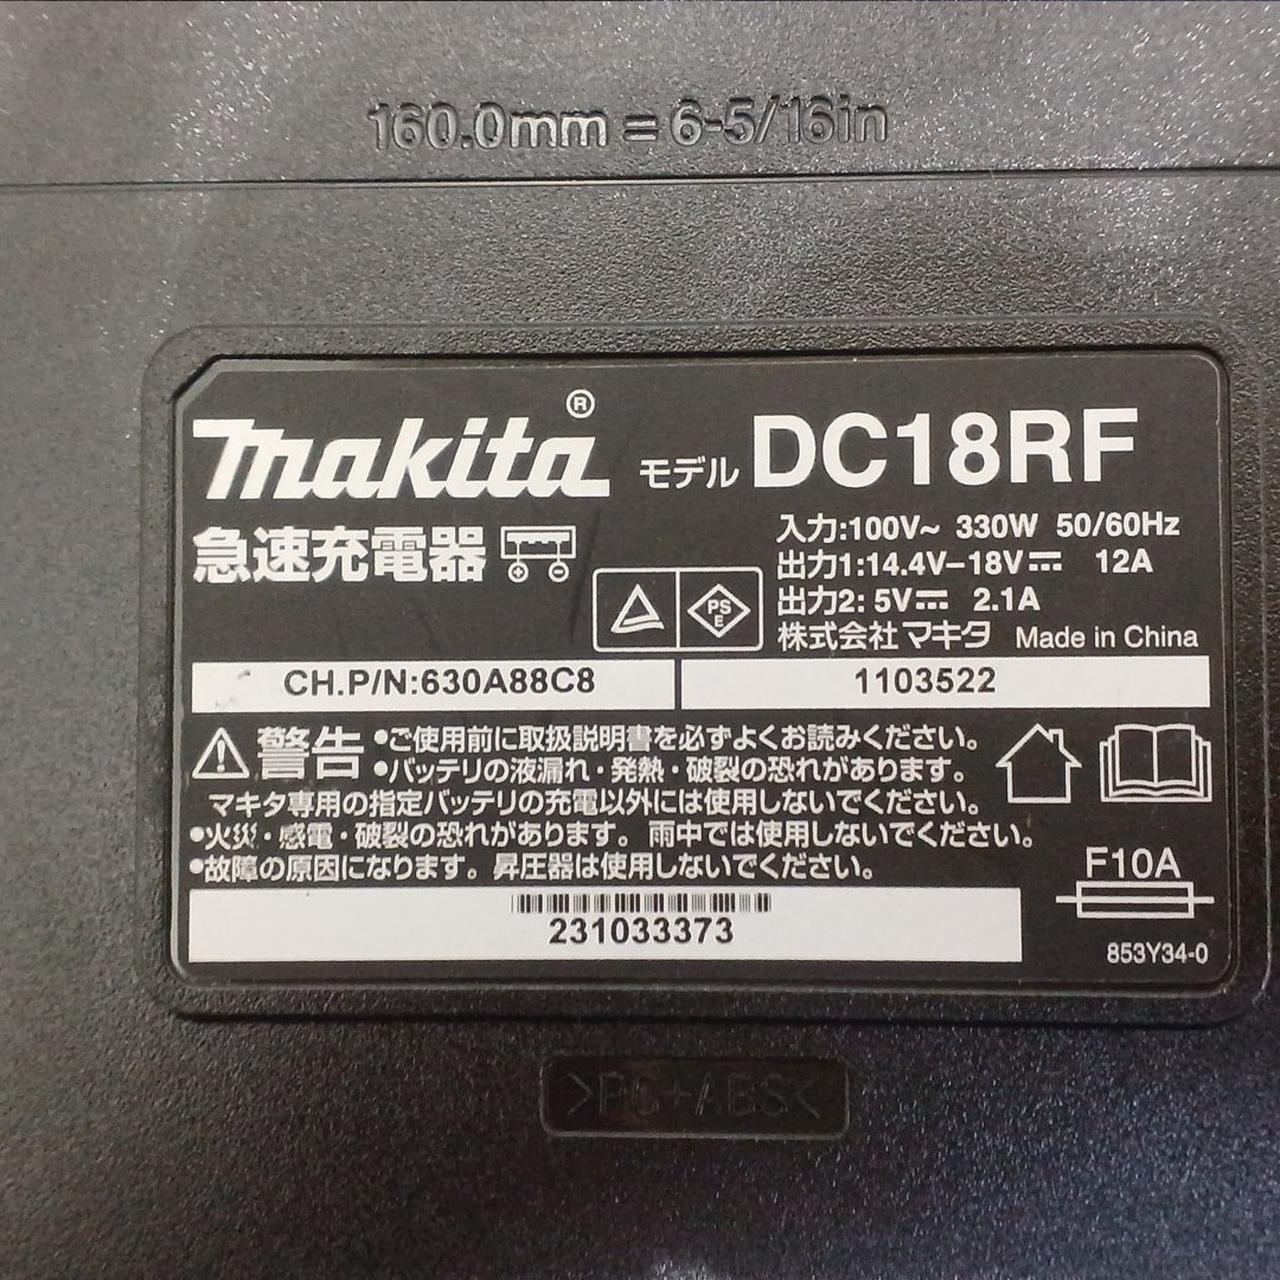 160.0mm = 6-5/16in
makita® モデル DC18RF
急速充電器
入力:100V~ 330W 50/60Hz
出力1:14.4V–18V⎓ 12A
出力2: 5V⎓ 2.1A
PS
E
株式会社マキタ Made in China
CH.P/N:630A88C8
1103522
警告 •ご使用前に取扱説明書を必ずよくお読みください。
•バッテリの液漏れ・発熱・破裂の恐れがあります。
マキタ専用の指定バッテリの充電以外には使用しないでください。
•火災・感電・破裂の恐れがあります。雨中では使用しないでください。
•故障の原因になります。昇圧器は使用しないでください。
F10A
231033373
853Y34-0
>PC+ABS<